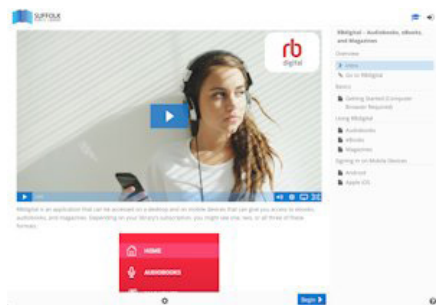 SUFFOLK
rb
digital
RBdigital is an application that can be accessed on a desktop and on mobile devices that can give you access to ebooks,
audiobooks, and magazines. Depending on your library's subscription, you might see one, two, or all three of these
formats.
HOME
AUDIOBOOKS
Begin
RBdigital - Audiobooks, eBooks,
and Magazines
Overview
Intro
Go to RBdigital
Basics
Getting Started (Computer
Browser Required)
Using RBdigital
Audiobooks
eBooks
Magazines
Signing In on Mobile Devices
Android
Apple iOS